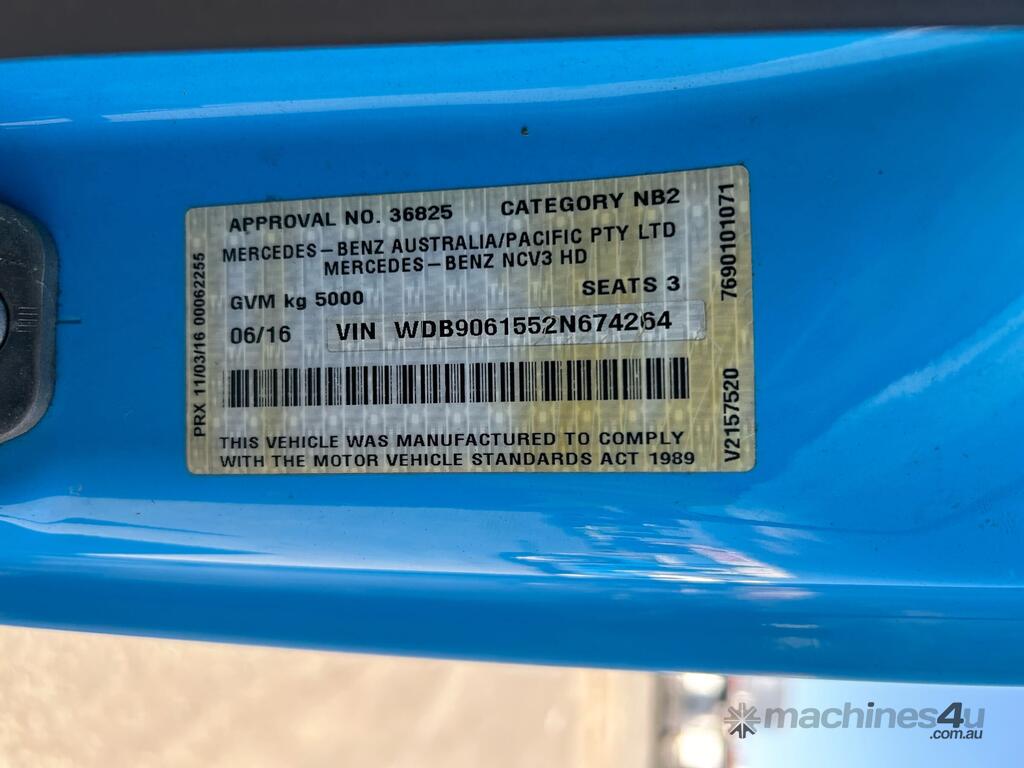 APPROVAL NO. 36825 CATEGORY NB2
MERCEDES-BENZ AUSTRALIA/PACIFIC PTY LTD
MERCEDES-BENZ NCV3 HD
GVM kg 5000 SEATS 3
06/16 VIN WDB9061552N674264
THIS VEHICLE WAS MANUFACTURED TO COMPLY
WITH THE MOTOR VEHICLE STANDARDS ACT 1989
PRX 11/03/16 00062255
V2157520 7690101071
machines4u
.com.au